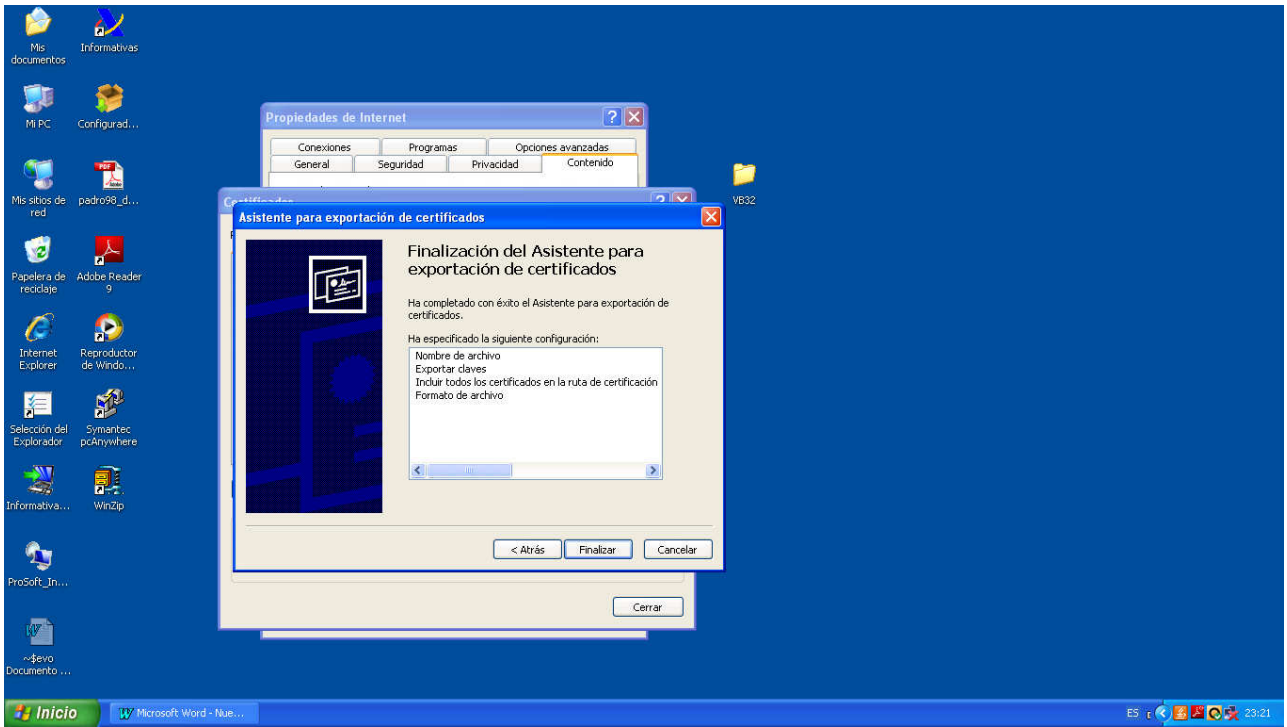 Mis
documentos
Informativas
Mi PC
Configurad...
Mis sitios de
red
padro98_d...
Papelera de
reciclaje
Adobe Reader
9
Internet
Explorer
Reproductor
de Windo...
Selección del
Explorador
Symantec
pcAnywhere
Informativa...
WinZip
ProSoft_In...
~$evo
Documento ...
VB32
Propiedades de Internet
Conexiones
Programas
Opciones avanzadas
General
Seguridad
Privacidad
Contenido
Certificados
Asistente para exportación de certificados
Finalización del Asistente para
exportación de certificados
Ha completado con éxito el Asistente para exportación de
certificados.
Ha especificado la siguiente configuración:
Nombre de archivo
Exportar claves
Incluir todos los certificados en la ruta de certificación
Formato de archivo
< Atrás
Finalizar
Cancelar
Cerrar
Inicio
Microsoft Word - Nue...
ES
23:21